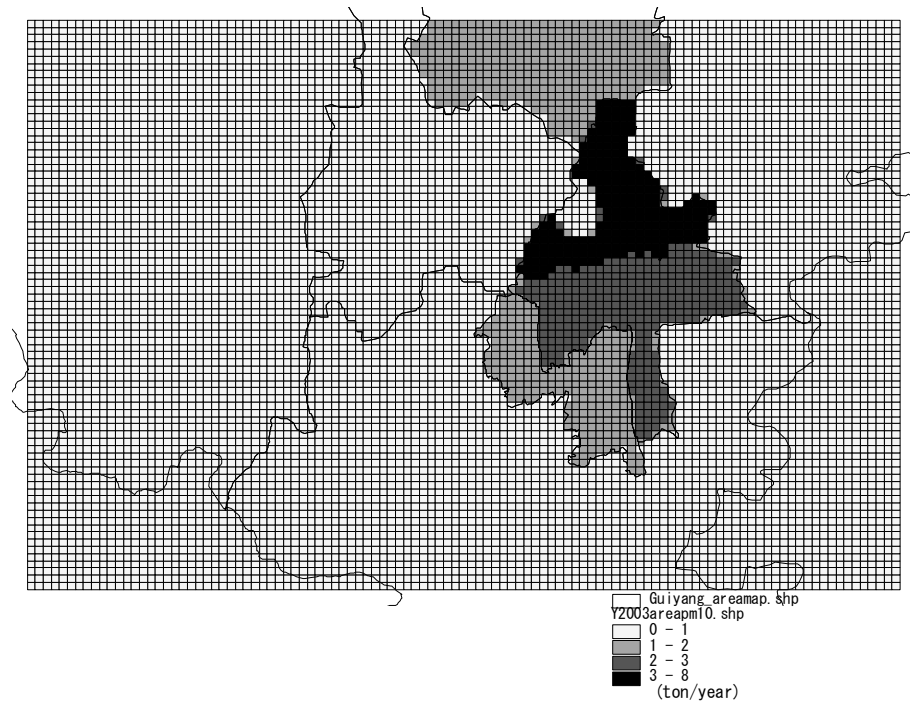 Guiyang_areamap.shp
Y2003areapm10.shp
0 - 1
1 - 2
2 - 3
3 - 8
(ton/year)